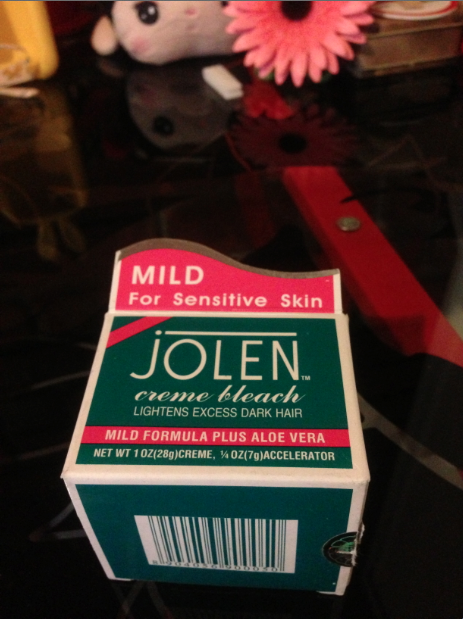 MILD
For Sensitive Skin
JOLEN™
creme bleach
LIGHTENS EXCESS DARK HAIR
MILD FORMULA PLUS ALOE VERA
NET WT 1 OZ(28g)CREME, ¼ OZ(7g)ACCELERATOR